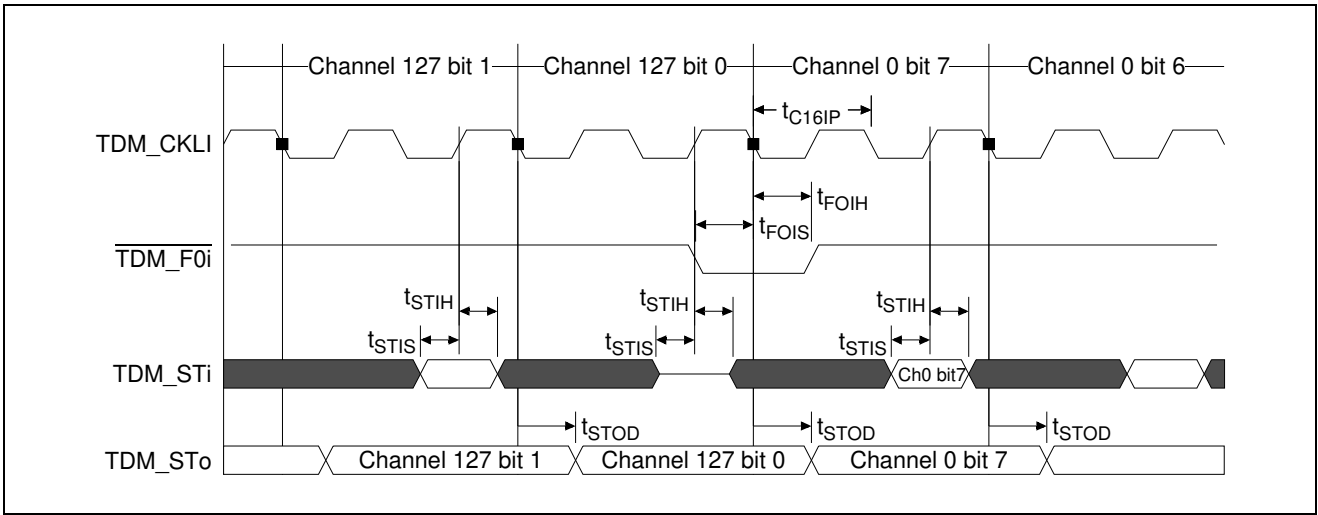 Channel 127 bit 1 Channel 127 bit 0 Channel 0 bit 7 Channel 0 bit 6
tC16IP
TDM_CKLI
tFOIH
tFOIS
TDM_F0i
tSTIH tSTIH tSTIH
tSTIS tSTIS tSTIS
TDM_STi Ch0 bit7
tSTOD tSTOD tSTOD
TDM_STo Channel 127 bit 1 Channel 127 bit 0 Channel 0 bit 7